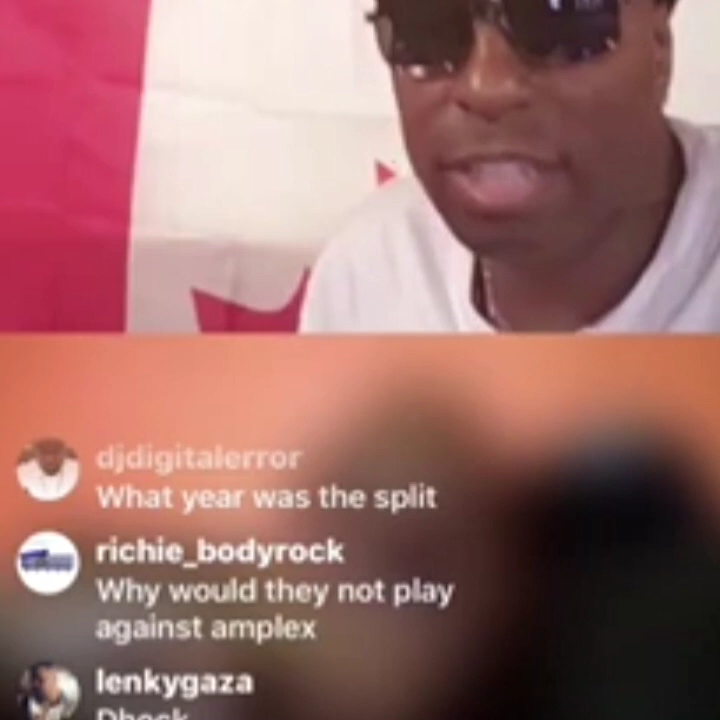 djdigitalerror
What year was the split
richie_bodyrock
Why would they not play
against amplex
lenkygaza